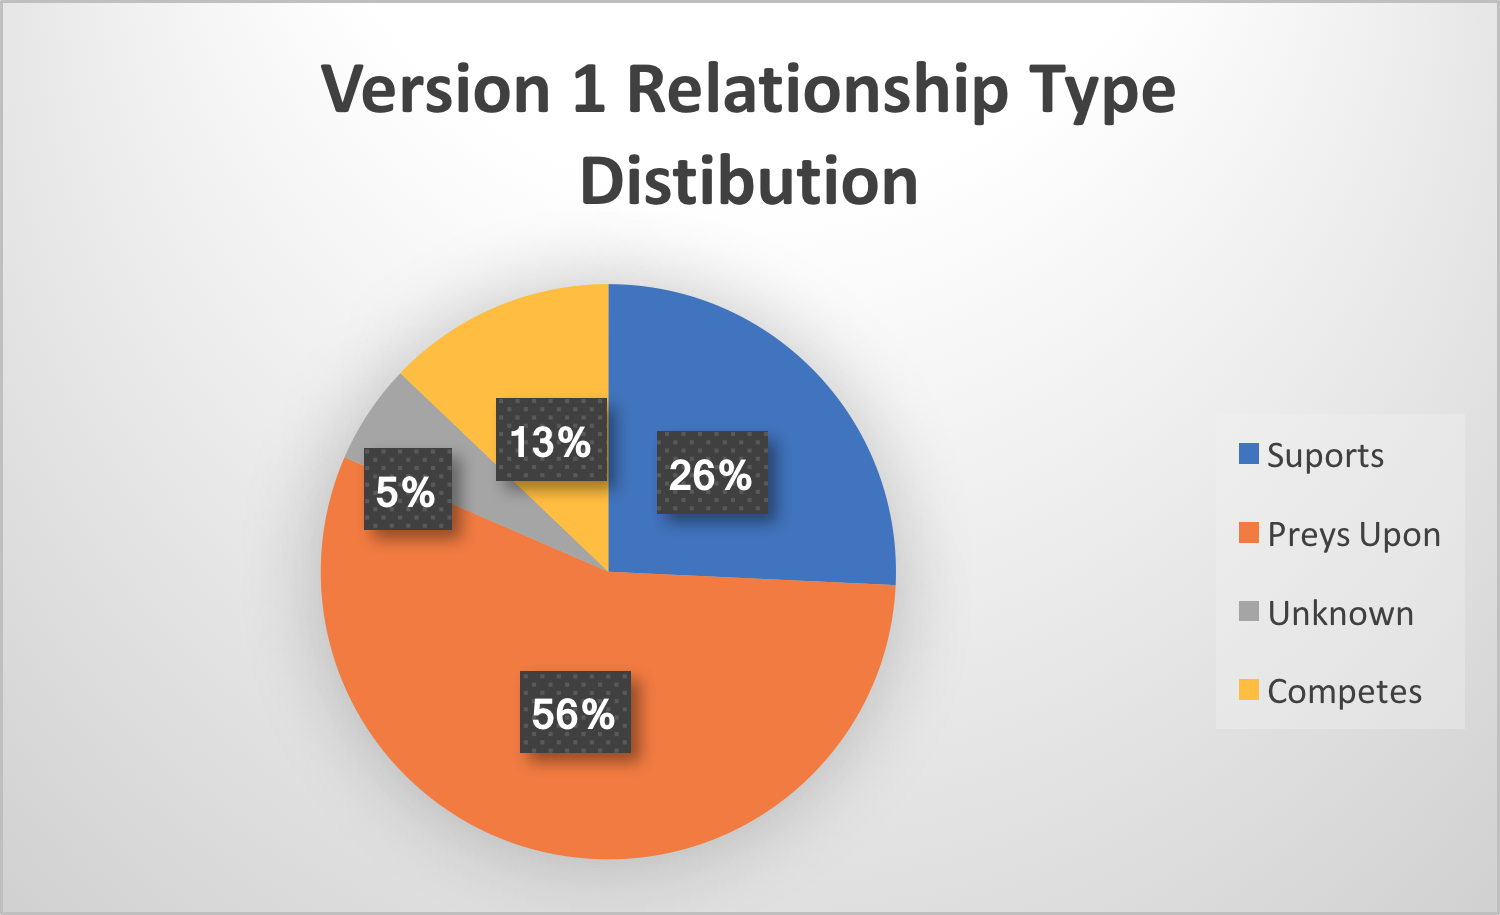 Version 1 Relationship Type
Distibution
13%
26%
5%
56%
Suports
Preys Upon
Unknown
Competes